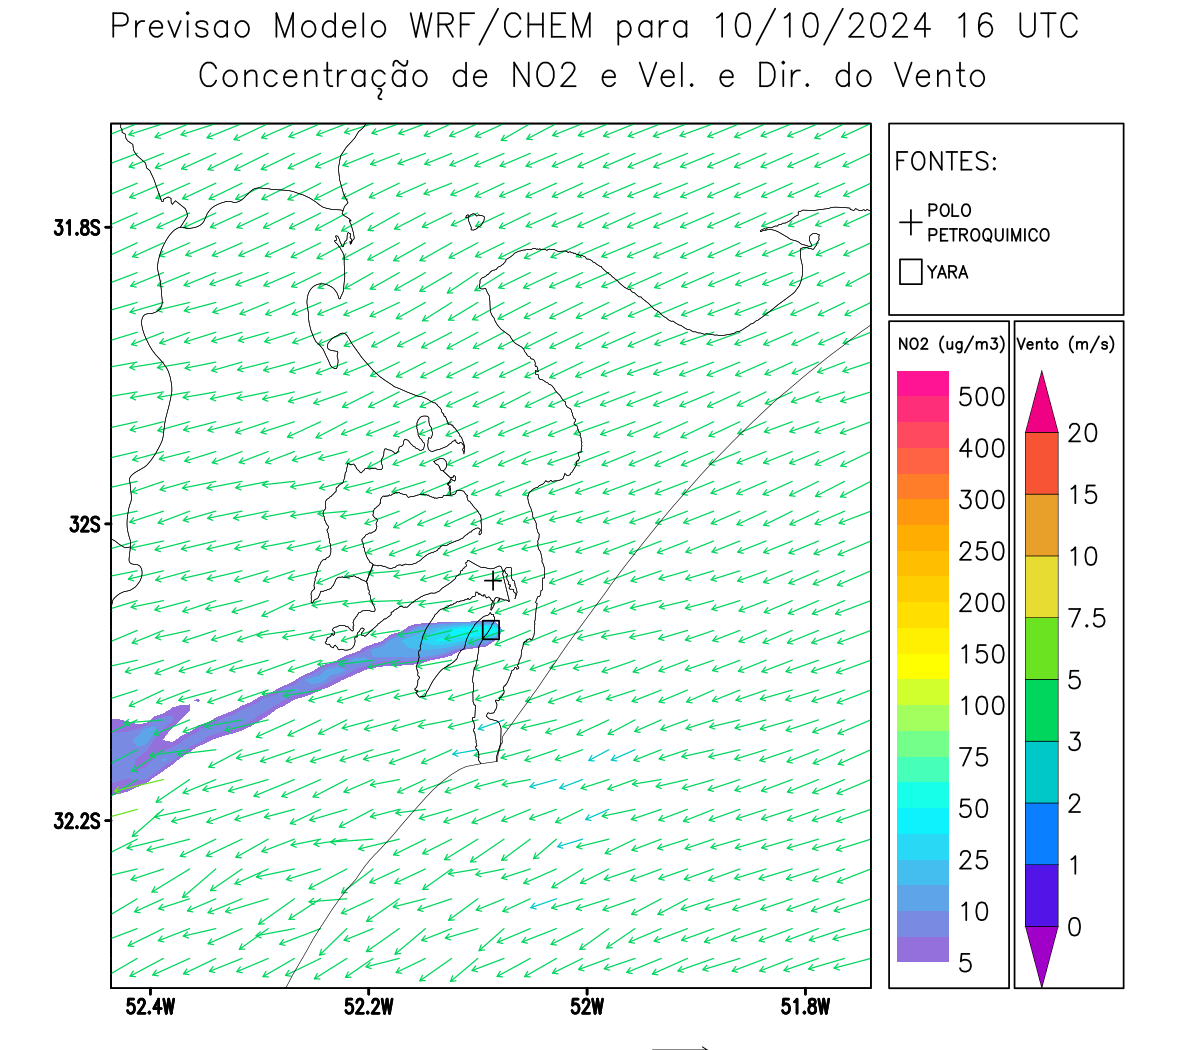 Previsao Modelo WRF/CHEM para 10/10/2024 16 UTC
Concentração de NO2 e Vel. e Dir. do Vento
FONTES:
POLO
PETROQUIMICO
YARA
NO2 (ug/m3)
500
400
300
250
200
150
100
75
50
25
10
5
Vento (m/s)
20
15
10
7.5
5
3
2
1
0
31.8S
32S
32.2S
52.4W
52.2W
52W
51.8W